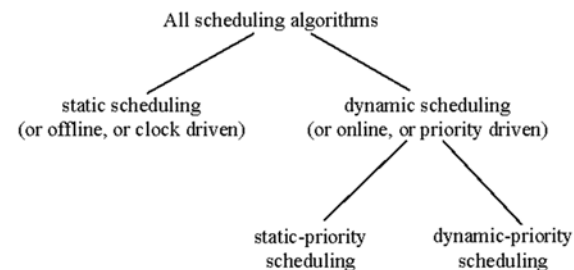 All scheduling algorithms
static scheduling
(or offline, or clock driven)
dynamic scheduling
(or online, or priority driven)
static-priority
scheduling
dynamic-priority
scheduling